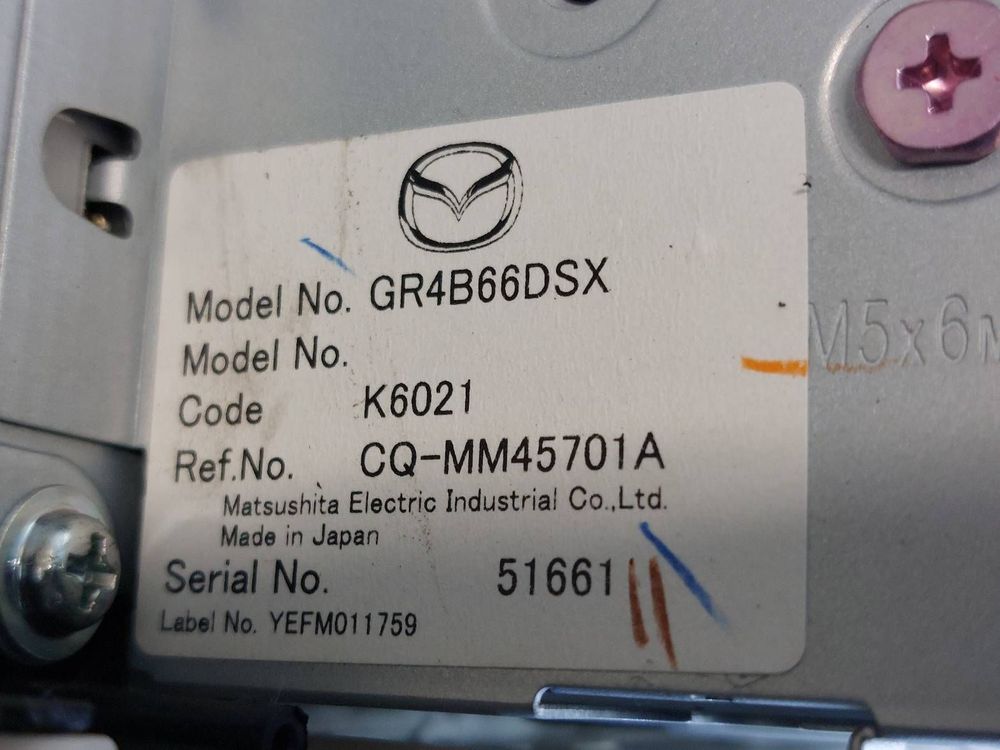 Model No. GR4B66DSX
Model No.
Code K6021
Ref.No. CQ-MM45701A
Matsushita Electric Industrial Co.,Ltd.
Made in Japan
Serial No. 51661
Label No. YEFM011759
M5x6